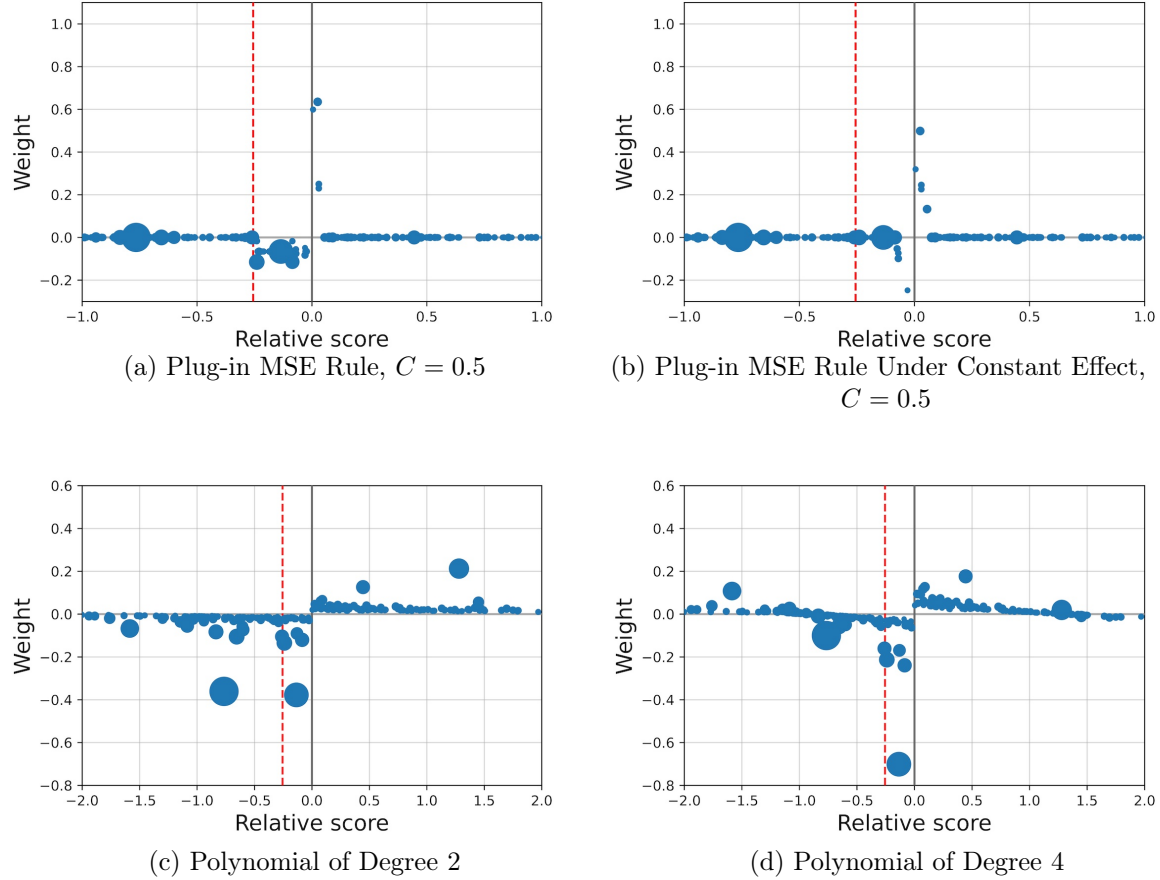 1.0
0.8
0.6
0.4
0.2
0.0
−0.2
Weight
−1.0 −0.5 0.0 0.5 1.0
Relative score
(a) Plug-in MSE Rule, C = 0.5
1.0
0.8
0.6
0.4
0.2
0.0
−0.2
Weight
−1.0 −0.5 0.0 0.5 1.0
Relative score
(b) Plug-in MSE Rule Under Constant Effect,
C = 0.5
0.6
0.4
0.2
0.0
−0.2
−0.4
−0.6
−0.8
Weight
−2.0 −1.5 −1.0 −0.5 0.0 0.5 1.0 1.5 2.0
Relative score
(c) Polynomial of Degree 2
0.6
0.4
0.2
0.0
−0.2
−0.4
−0.6
−0.8
Weight
−2.0 −1.5 −1.0 −0.5 0.0 0.5 1.0 1.5 2.0
Relative score
(d) Polynomial of Degree 4